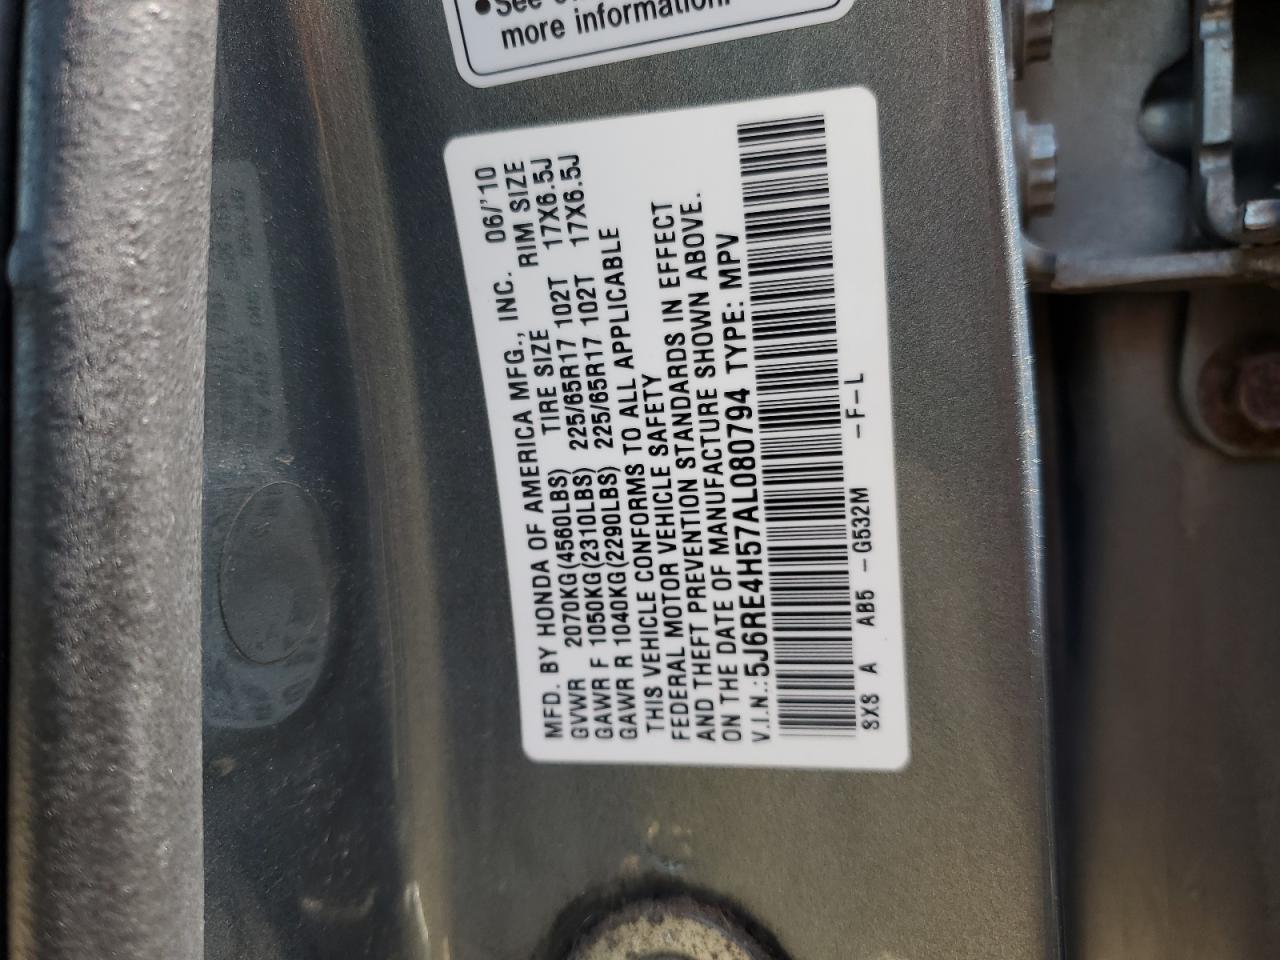 more information.
MFD. BY HONDA OF AMERICA MFG., INC. 06/'10
GVWR 2070KG(4560LBS) TIRE SIZE RIM SIZE
GAWR F 1050KG(2310LBS) 225/65R17 102T 17X6.5J
GAWR R 1040KG(2290LBS) 225/65R17 102T 17X6.5J
THIS VEHICLE CONFORMS TO ALL APPLICABLE
FEDERAL MOTOR VEHICLE SAFETY
AND THEFT PREVENTION STANDARDS IN EFFECT
ON THE DATE OF MANUFACTURE SHOWN ABOVE.
V.I.N.:5J6RE4H57AL080794 TYPE: MPV
SX8 A AB5 -G532M -F-L